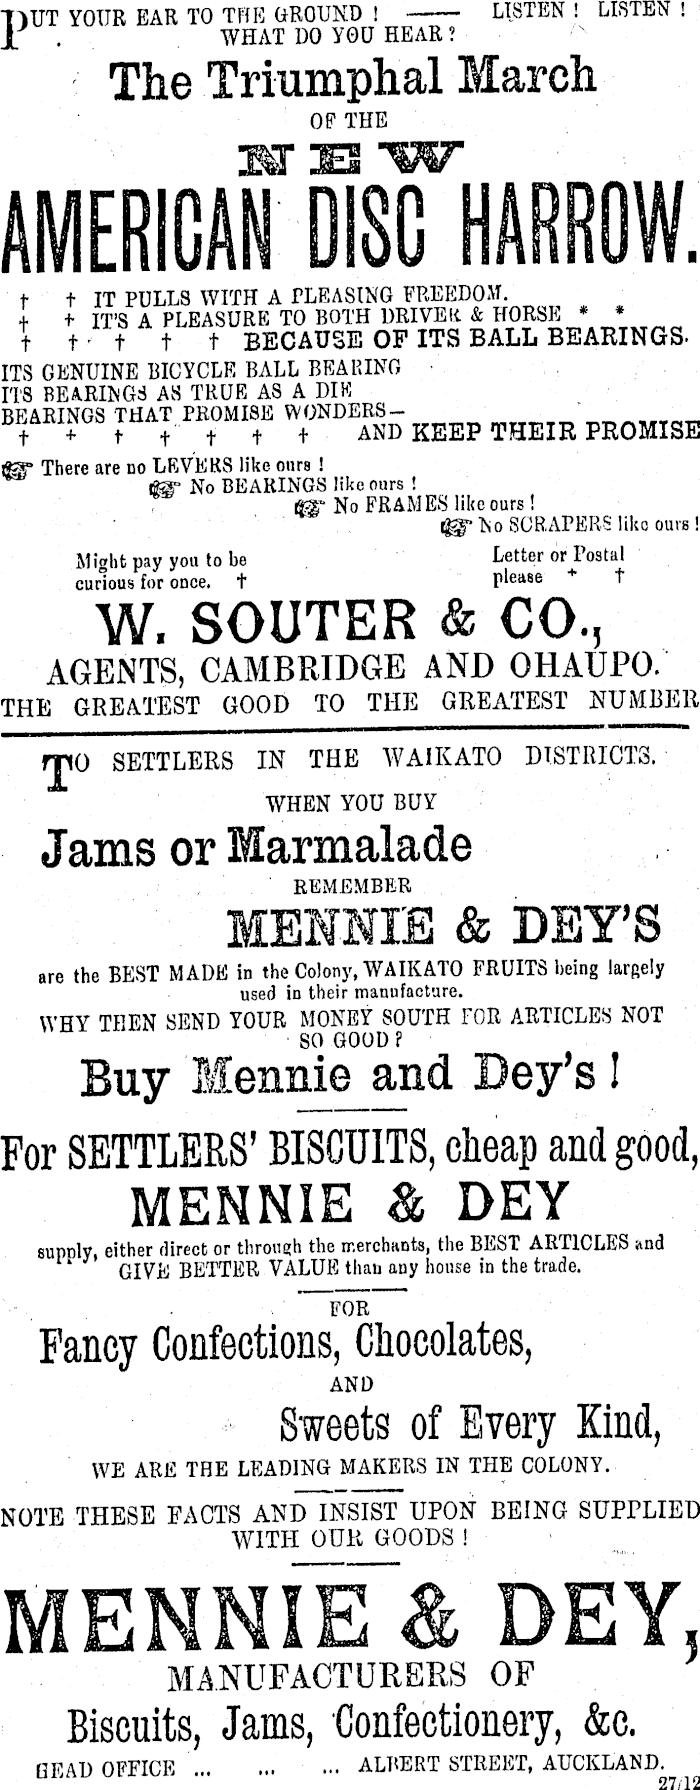 PUT YOUR EAR TO THE GROUND ! —— LISTEN ! LISTEN !
WHAT DO YOU HEAR ?
The Triumphal March
OF THE
NEW
AMERICAN DISC HARROW.
† † IT PULLS WITH A PLEASING FREEDOM.
† † IT'S A PLEASURE TO BOTH DRIVER & HORSE * *
† † † † † BECAUSE OF ITS BALL BEARINGS.
ITS GENUINE BICYCLE BALL BEARING
ITS BEARINGS AS TRUE AS A DIE
BEARINGS THAT PROMISE WONDERS—
† † † † † † † AND KEEP THEIR PROMISE
☞ There are no LEVERS like ours !
☞ No BEARINGS like ours !
☞ No FRAMES like ours !
☞ No SCRAPERS like ours !
Might pay you to be
curious for once. †
Letter or Postal
please † †
W. SOUTER & CO.,
AGENTS, CAMBRIDGE AND OHAUPO.
THE GREATEST GOOD TO THE GREATEST NUMBER
TO SETTLERS IN THE WAIKATO DISTRICTS.
WHEN YOU BUY
Jams or Marmalade
REMEMBER
MENNIE & DEY'S
are the BEST MADE in the Colony, WAIKATO FRUITS being largely
used in their manufacture.
WHY THEN SEND YOUR MONEY SOUTH FOR ARTICLES NOT
SO GOOD ?
Buy Mennie and Dey's !
For SETTLERS' BISCUITS, cheap and good,
MENNIE & DEY
supply, either direct or through the merchants, the BEST ARTICLES and
GIVE BETTER VALUE than any house in the trade.
FOR
Fancy Confections, Chocolates,
AND
Sweets of Every Kind,
WE ARE THE LEADING MAKERS IN THE COLONY.
NOTE THESE FACTS AND INSIST UPON BEING SUPPLIED
WITH OUR GOODS !
MENNIE & DEY,
MANUFACTURERS OF
Biscuits, Jams, Confectionery, &c.
HEAD OFFICE ... ... ... ALBERT STREET, AUCKLAND.
27/12